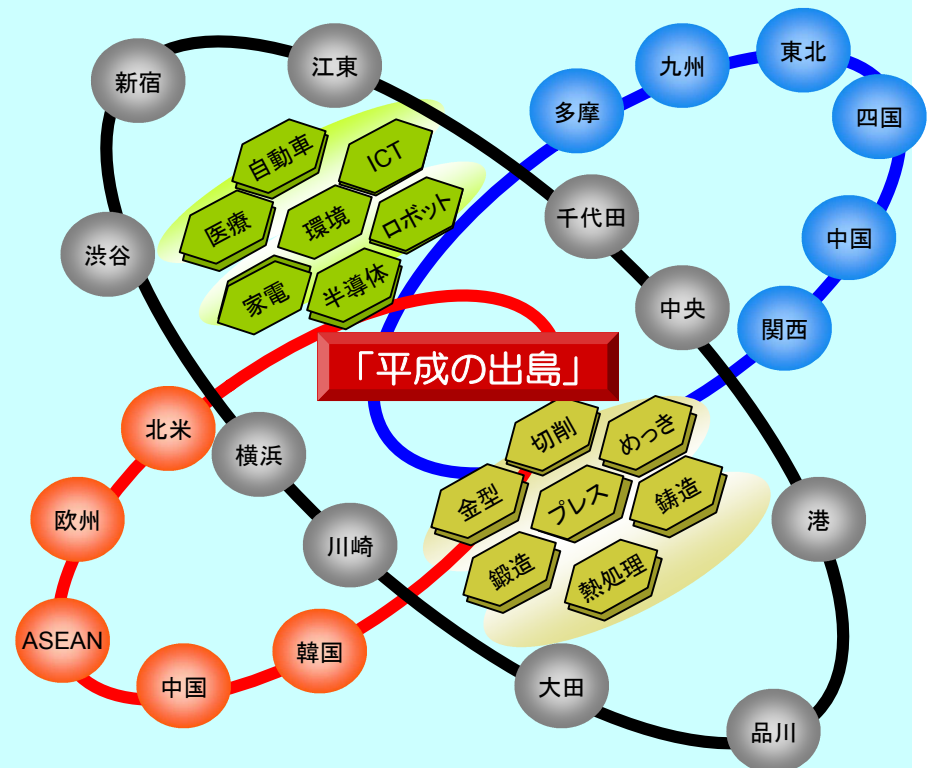 新宿
江東
多摩
九州
東北
四国
自動車
ICT
医療
環境
ロボット
家電
半導体
渋谷
千代田
中央
中国
関西
「平成の出島」
北米
横浜
切削
めっき
金型
プレス
鋳造
鍛造
熱処理
欧州
川崎
港
ASEAN
中国
韓国
大田
品川